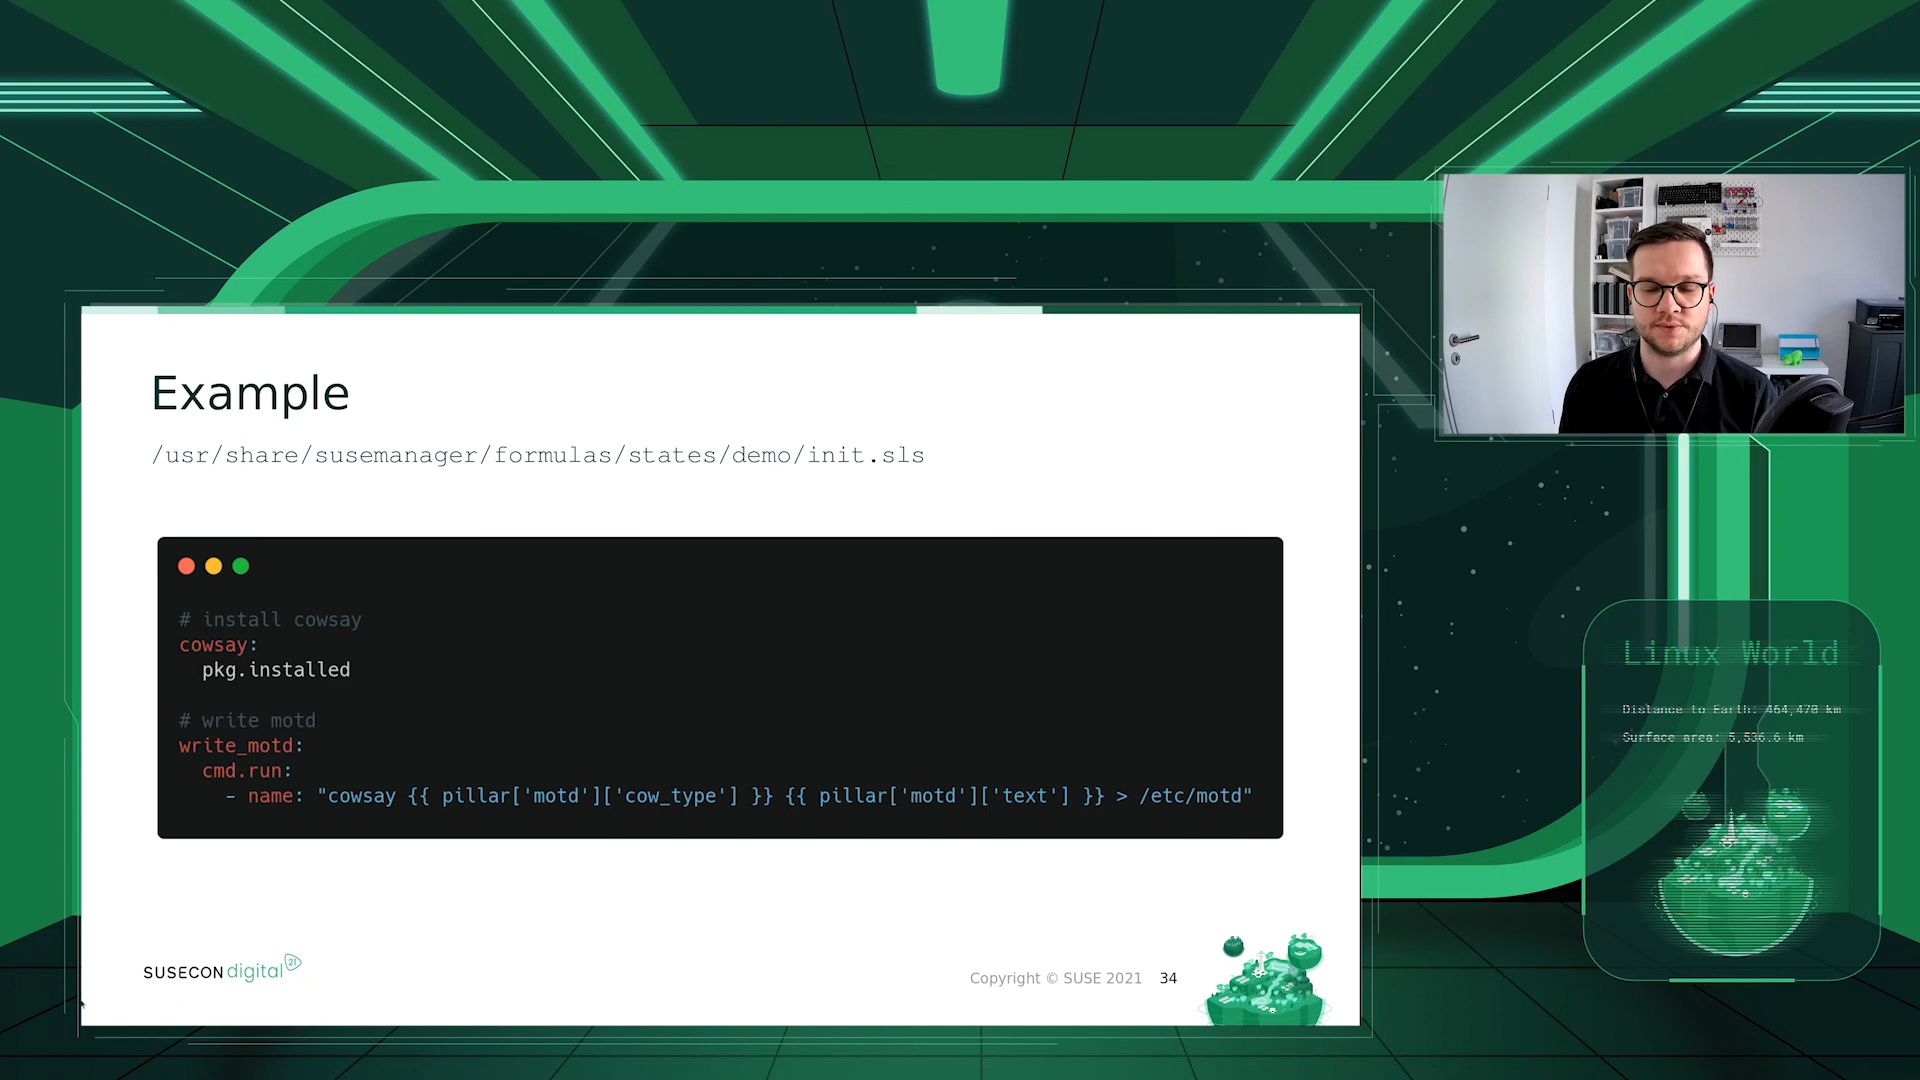 Example
/usr/share/susemanager/formulas/states/demo/init.sls
# install cowsay
cowsay:
  pkg.installed
# write motd
write_motd:
  cmd.run:
    - name: "cowsay {{ pillar['motd']['cow_type'] }} {{ pillar['motd']['text'] }} > /etc/motd"
SUSECON digital 21
Copyright © SUSE 2021 34
Linux World
Distance to Earth: 464,470 km
Surface area: 5,536.6 km